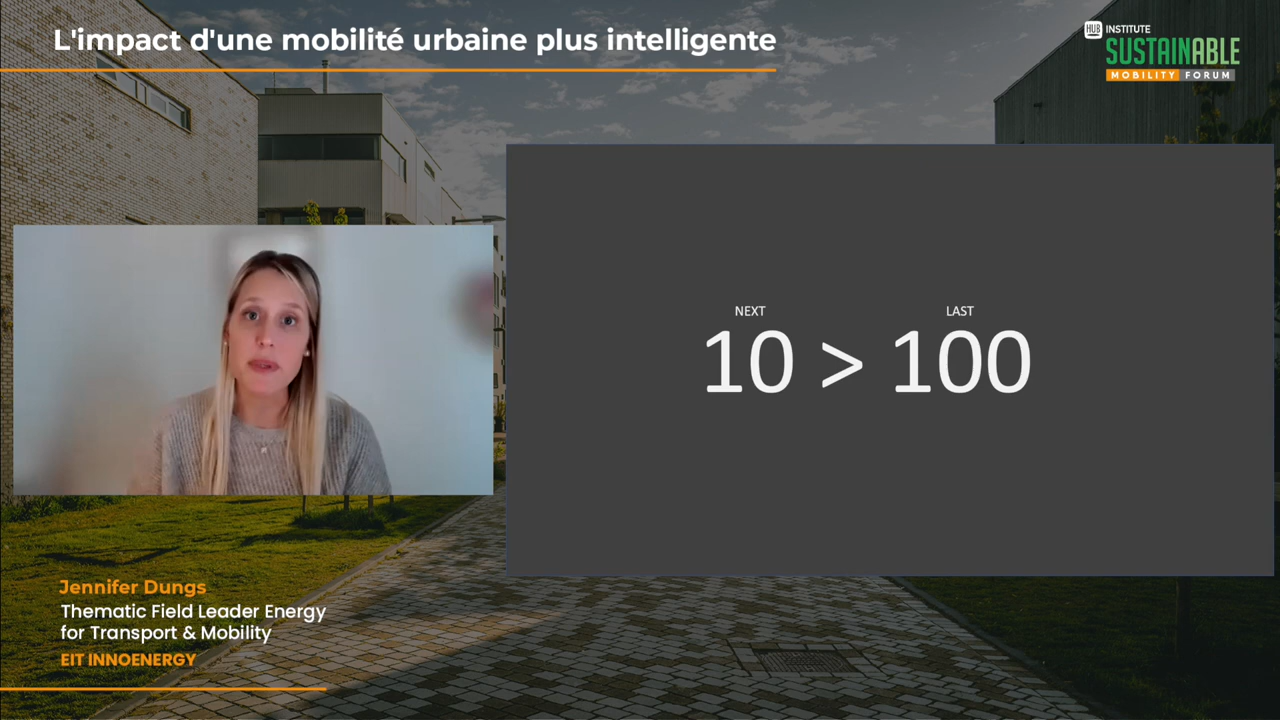 L'impact d'une mobilité urbaine plus intelligente
HUB INSTITUTE
SUSTAINABLE
MOBILITY FORUM
NEXT LAST
10 > 100
Jennifer Dungs
Thematic Field Leader Energy
for Transport & Mobility
EIT INNOENERGY